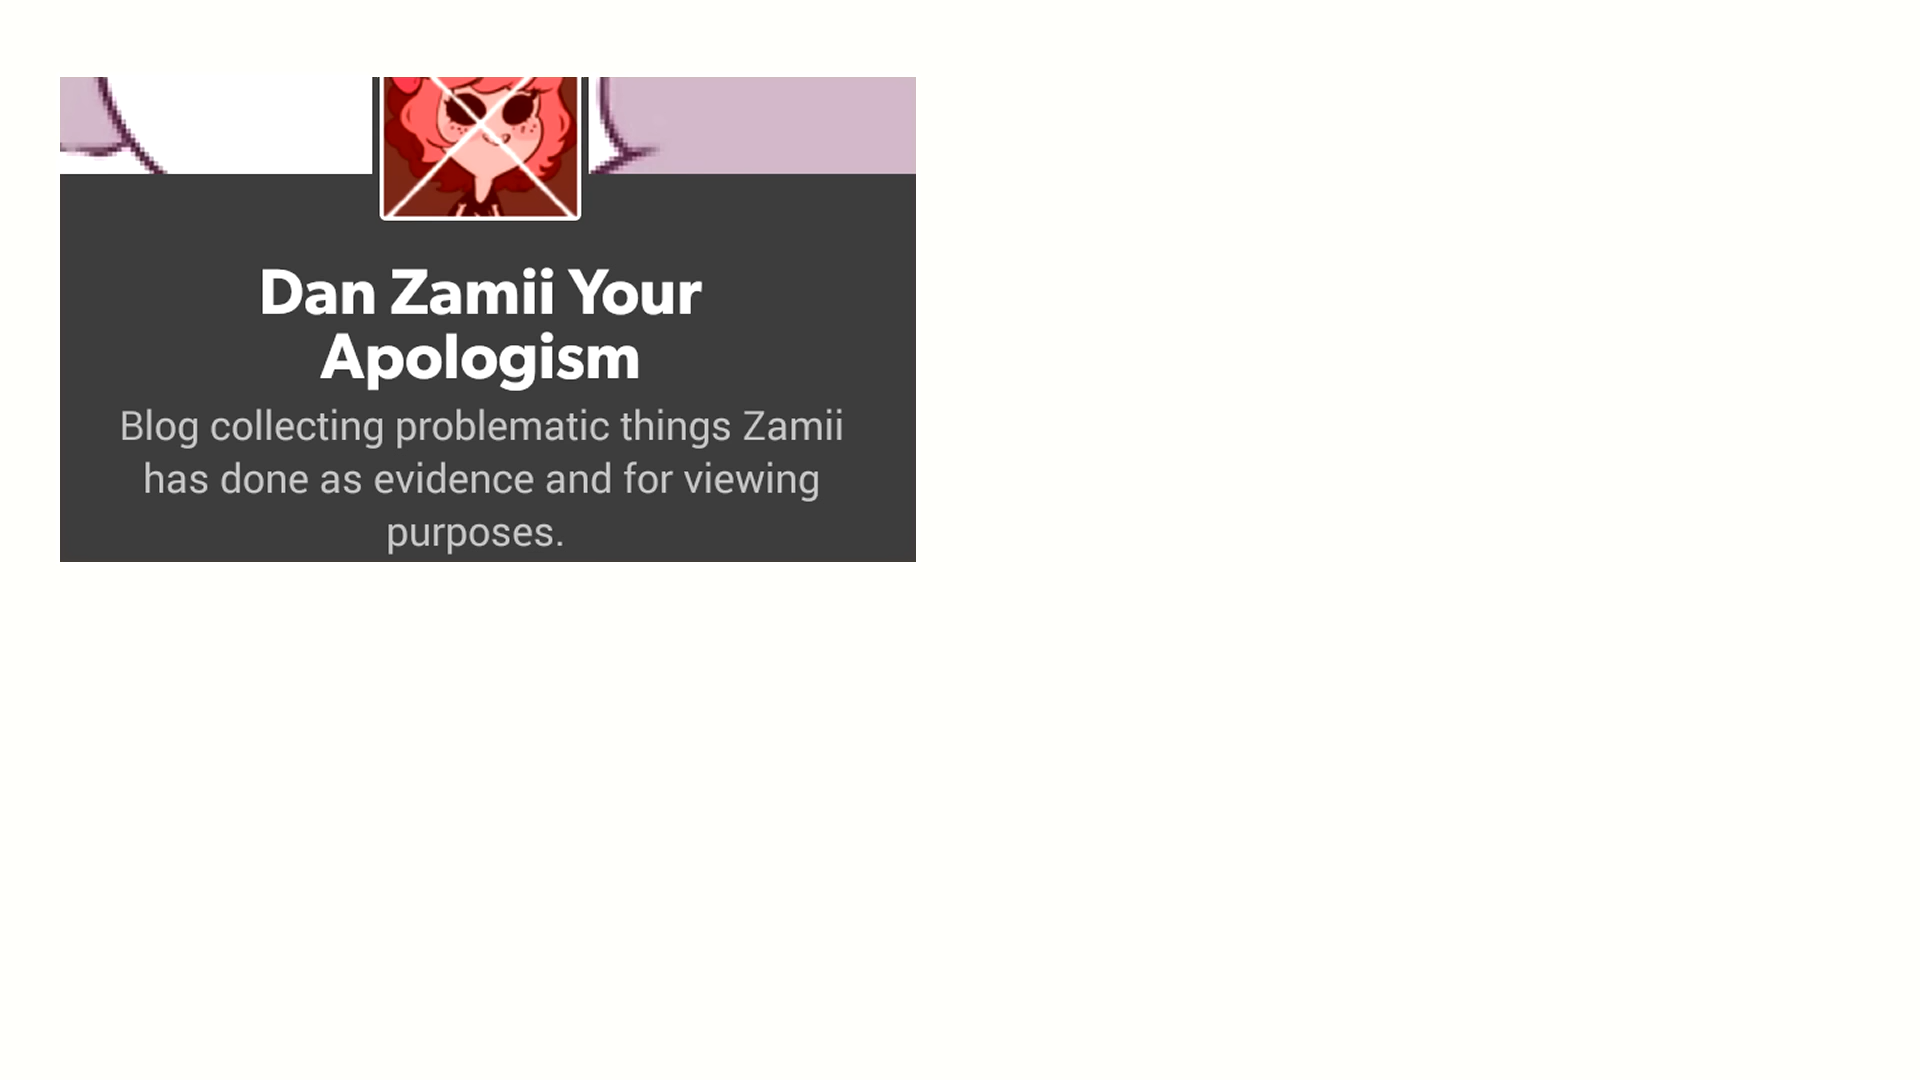 Dan Zamii Your
Apologism
Blog collecting problematic things Zamii
has done as evidence and for viewing
purposes.